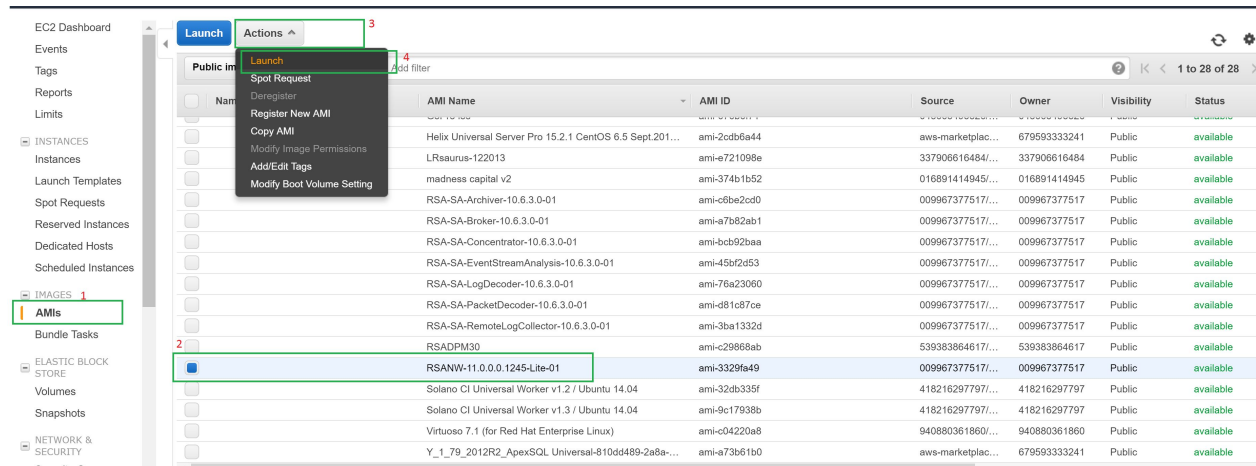 EC2 Dashboard
Events
Tags
Reports
Limits
INSTANCES
Instances
Launch Templates
Spot Requests
Reserved Instances
Dedicated Hosts
Scheduled Instances
IMAGES 1
AMIs
Bundle Tasks
ELASTIC BLOCK
STORE
Volumes
Snapshots
NETWORK &
SECURITY
Launch Actions 3
Launch 4
Spot Request
Deregister
Register New AMI
Copy AMI
Modify Image Permissions
Add/Edit Tags
Modify Boot Volume Setting
Public im Add filter 1 to 28 of 28
Nam AMI Name AMI ID Source Owner Visibility Status
Helix Universal Server Pro 15.2.1 CentOS 6.5 Sept.201... ami-2cdb6a44 aws-marketplac... 679593333241 Public available
LRsaurus-122013 ami-e721098e 337906616484/... 337906616484 Public available
madness capital v2 ami-374b1b52 016891414945/... 016891414945 Public available
RSA-SA-Archiver-10.6.3.0-01 ami-c6be2cd0 009967377517/... 009967377517 Public available
RSA-SA-Broker-10.6.3.0-01 ami-a7b82ab1 009967377517/... 009967377517 Public available
RSA-SA-Concentrator-10.6.3.0-01 ami-bcb92baa 009967377517/... 009967377517 Public available
RSA-SA-EventStreamAnalysis-10.6.3.0-01 ami-45bf2d53 009967377517/... 009967377517 Public available
RSA-SA-LogDecoder-10.6.3.0-01 ami-76a23060 009967377517/... 009967377517 Public available
RSA-SA-PacketDecoder-10.6.3.0-01 ami-d81c87ce 009967377517/... 009967377517 Public available
RSA-SA-RemoteLogCollector-10.6.3.0-01 ami-3ba1332d 009967377517/... 009967377517 Public available
2 RSADPM30 ami-c29868ab 539383864617/... 539383864617 Public available
RSANW-11.0.0.0.1245-Lite-01 ami-3329fa49 009967377517/... 009967377517 Public available
Solano CI Universal Worker v1.2 / Ubuntu 14.04 ami-32db335f 418216297797/... 418216297797 Public available
Solano CI Universal Worker v1.3 / Ubuntu 14.04 ami-9c17938b 418216297797/... 418216297797 Public available
Virtuoso 7.1 (for Red Hat Enterprise Linux) ami-c04220a8 940880361860/... 940880361860 Public available
Y_1_79_2012R2_ApexSQL Universal-810dd489-2a8a-... ami-a73b61b0 aws-marketplac... 679593333241 Public available